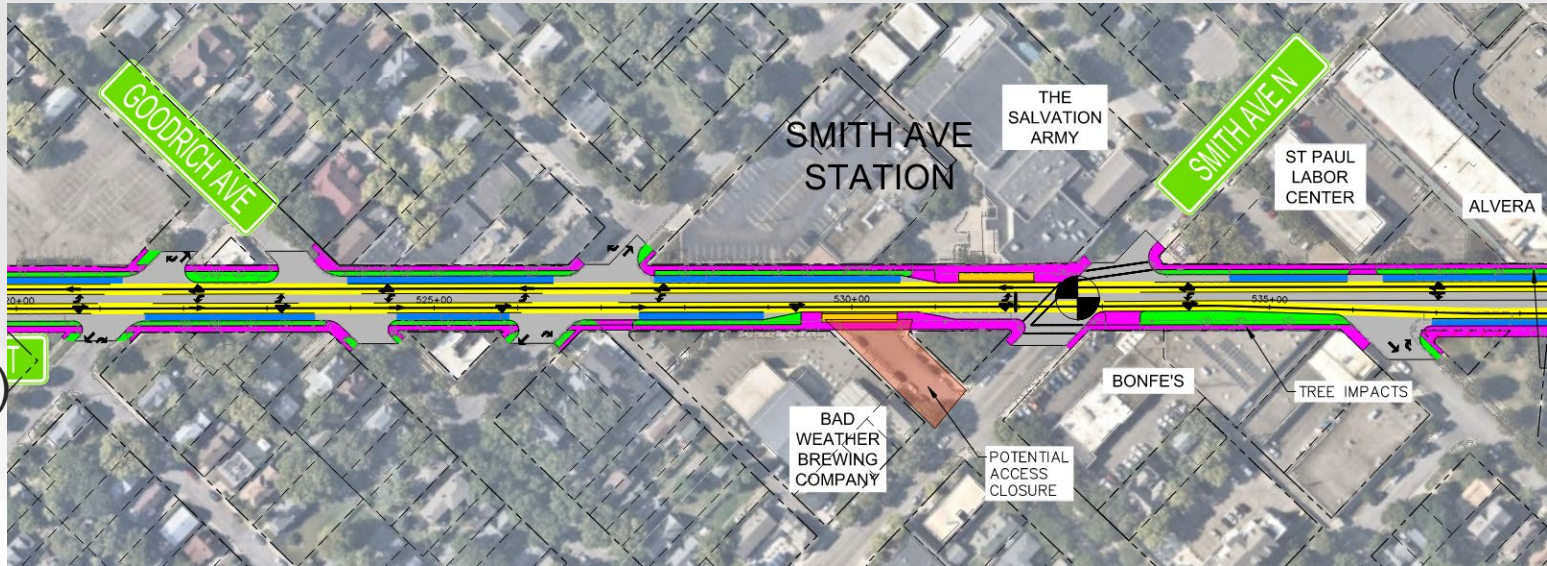 GOODRICH AVE
SMITH AVE
STATION
THE
SALVATION
ARMY
SMITH AVE N
ST PAUL
LABOR
CENTER
ALVERA
525+00
530+00
535+00
T
BAD
WEATHER
BREWING
COMPANY
POTENTIAL
ACCESS
CLOSURE
BONFE'S
TREE IMPACTS